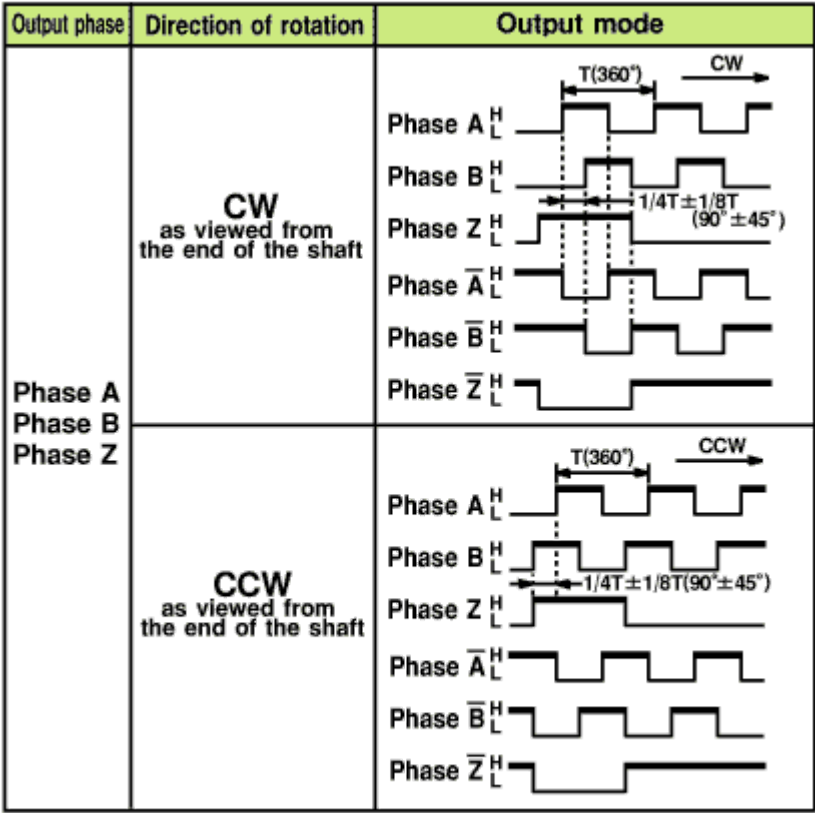 Output phase Direction of rotation Output mode
Phase A
Phase B
Phase Z
CW
as viewed from
the end of the shaft
T(360°) CW
Phase A H L
Phase B H L
1/4T±1/8T
(90°±45°)
Phase Z H L
Phase A̅ H L
Phase B̅ H L
Phase Z̅ H L
CCW
as viewed from
the end of the shaft
T(360°) CCW
Phase A H L
Phase B H L
1/4T±1/8T(90°±45°)
Phase Z H L
Phase A̅ H L
Phase B̅ H L
Phase Z̅ H L